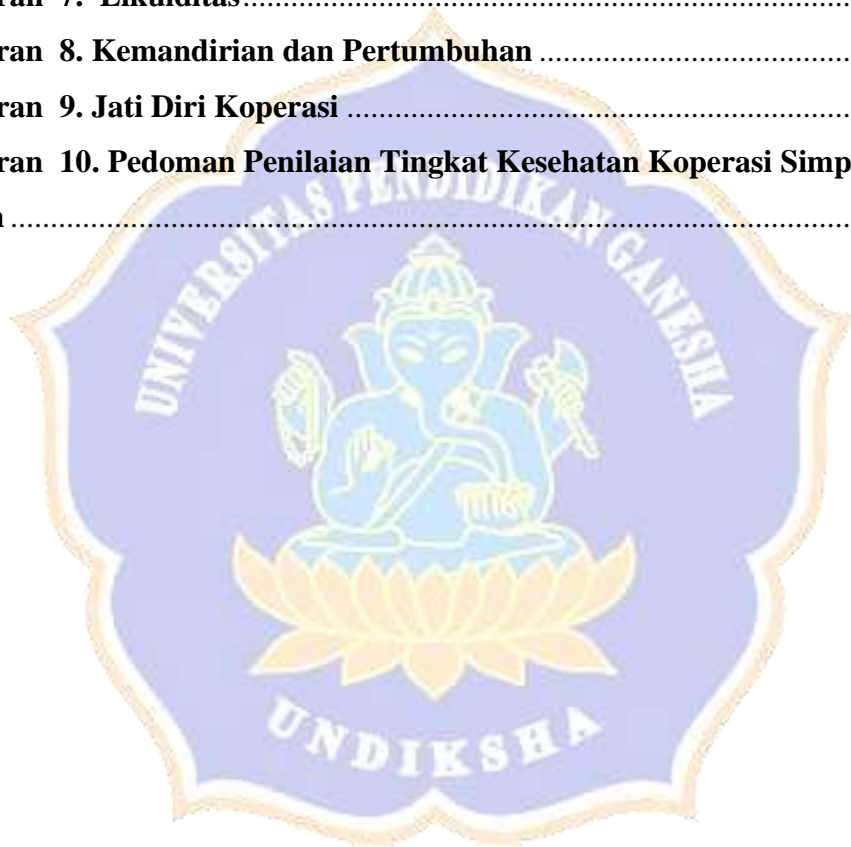 ran 7. Likuiditas
ran 8. Kemandirian dan Pertumbuhan
ran 9. Jati Diri Koperasi
ran 10. Pedoman Penilaian Tingkat Kesehatan Koperasi Simp
UNIVERSITAS PENDIDIKAN GANESHA
UNDIKSHA